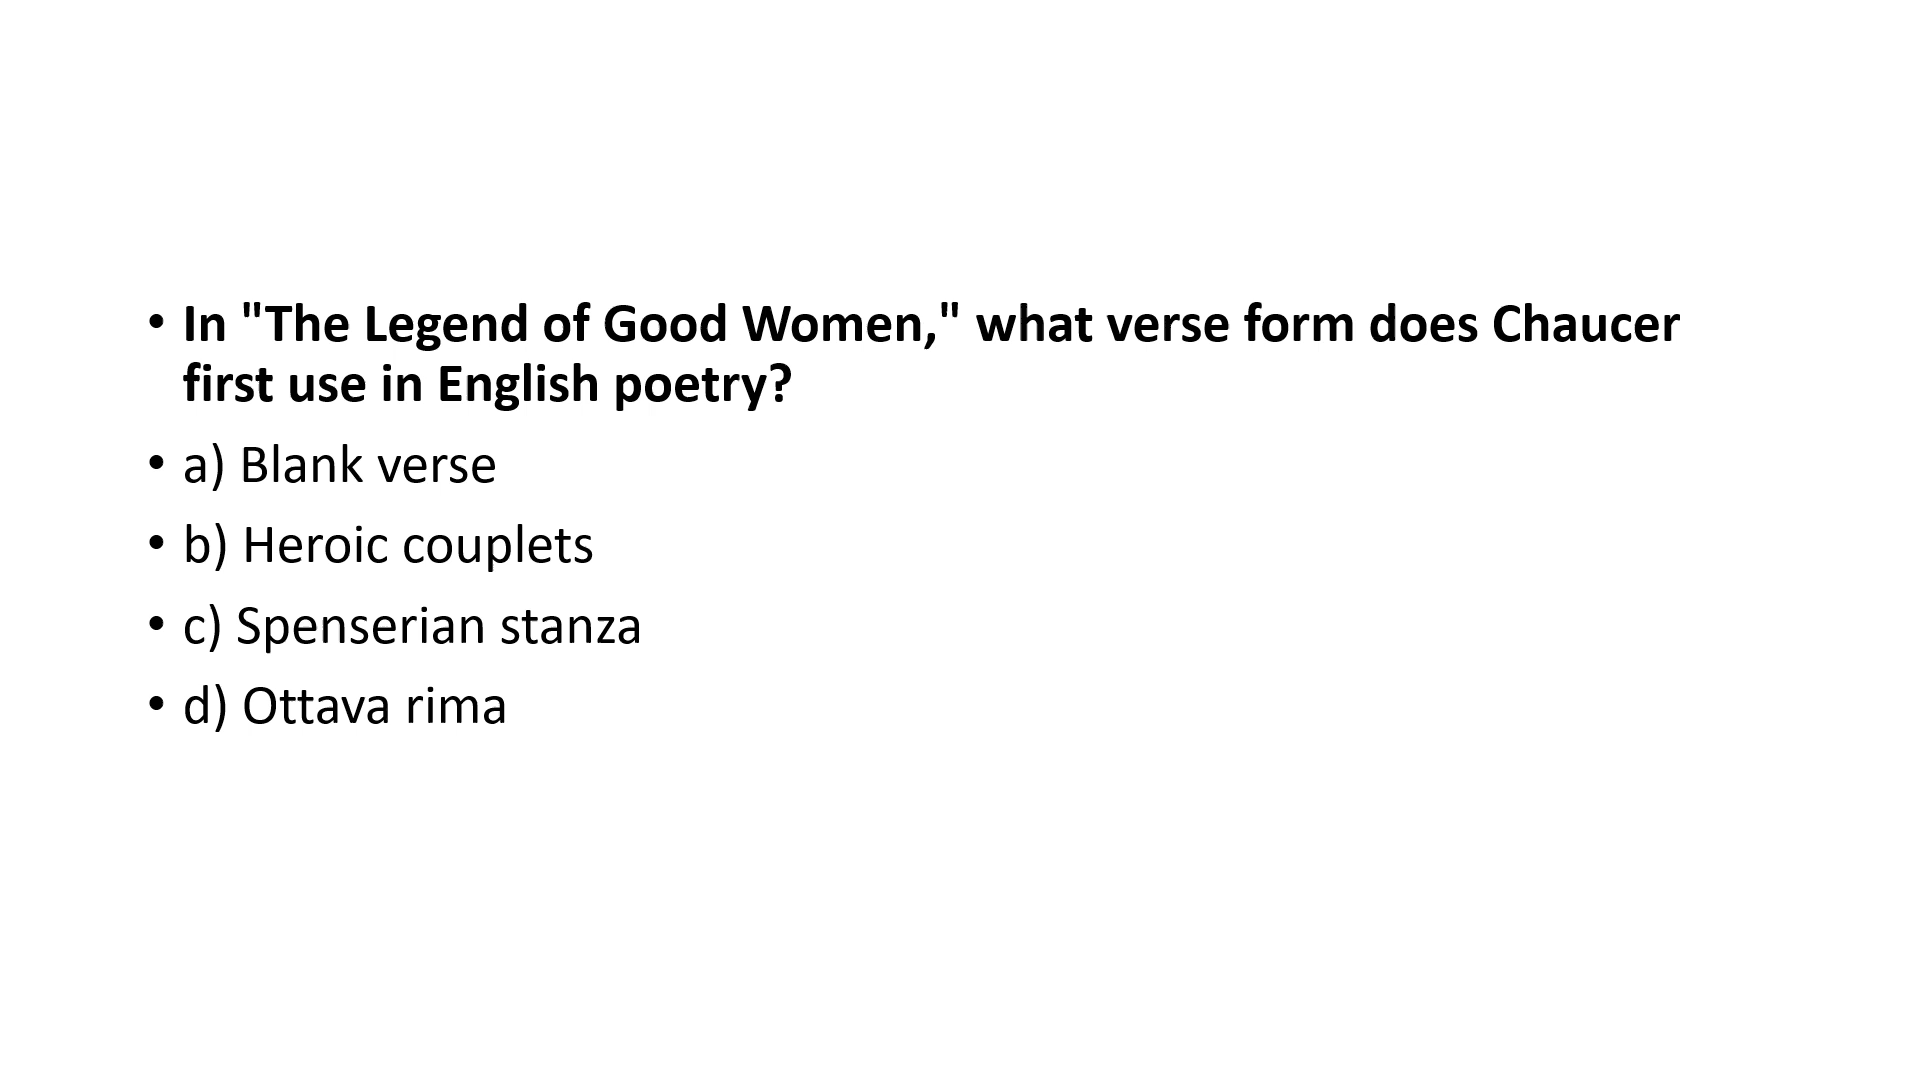 • In "The Legend of Good Women," what verse form does Chaucer
first use in English poetry?
• a) Blank verse
• b) Heroic couplets
• c) Spenserian stanza
• d) Ottava rima